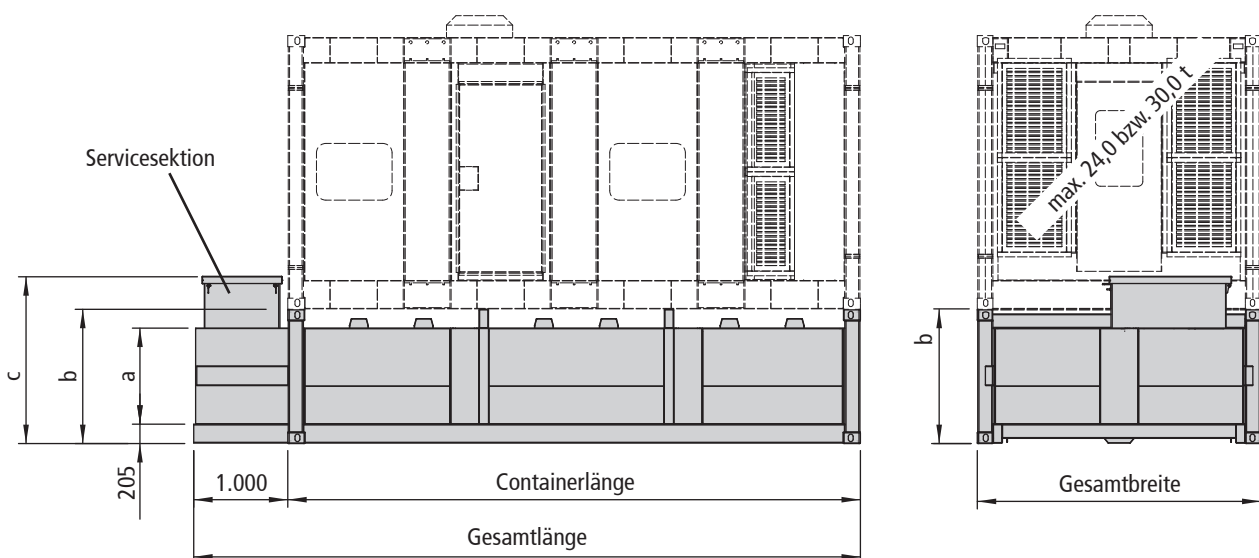 Servicesektion
max. 24,0 bzw. 30,0 t
c
b
a
b
205
1.000
Containerlänge
Gesamtbreite
Gesamtlänge